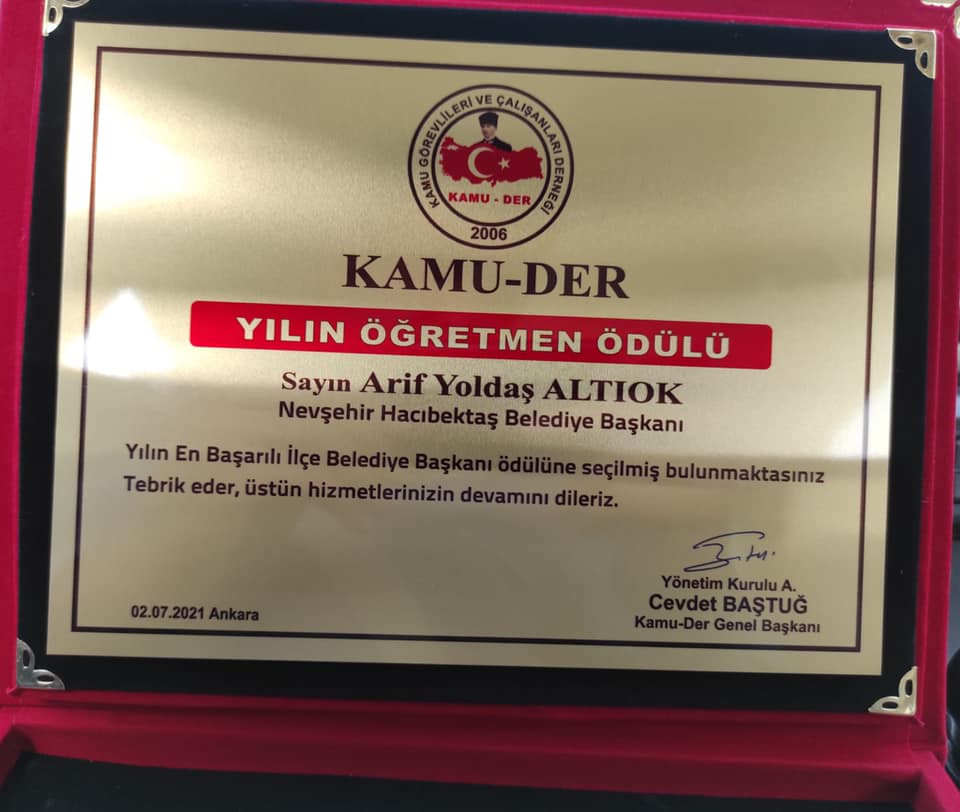 KAMU GÖREVLİLERİ VE ÇALIŞANLARI DERNEĞİ
KAMU - DER
2006
KAMU-DER
YILIN ÖĞRETMEN ÖDÜLÜ
Sayın Arif Yoldaş ALTIOK
Nevşehir Hacıbektaş Belediye Başkanı
Yılın En Başarılı İlçe Belediye Başkanı ödülüne seçilmiş bulunmaktasınız
Tebrik eder, üstün hizmetlerinizin devamını dileriz.
Yönetim Kurulu A.
Cevdet BAŞTUĞ
Kamu-Der Genel Başkanı
02.07.2021 Ankara